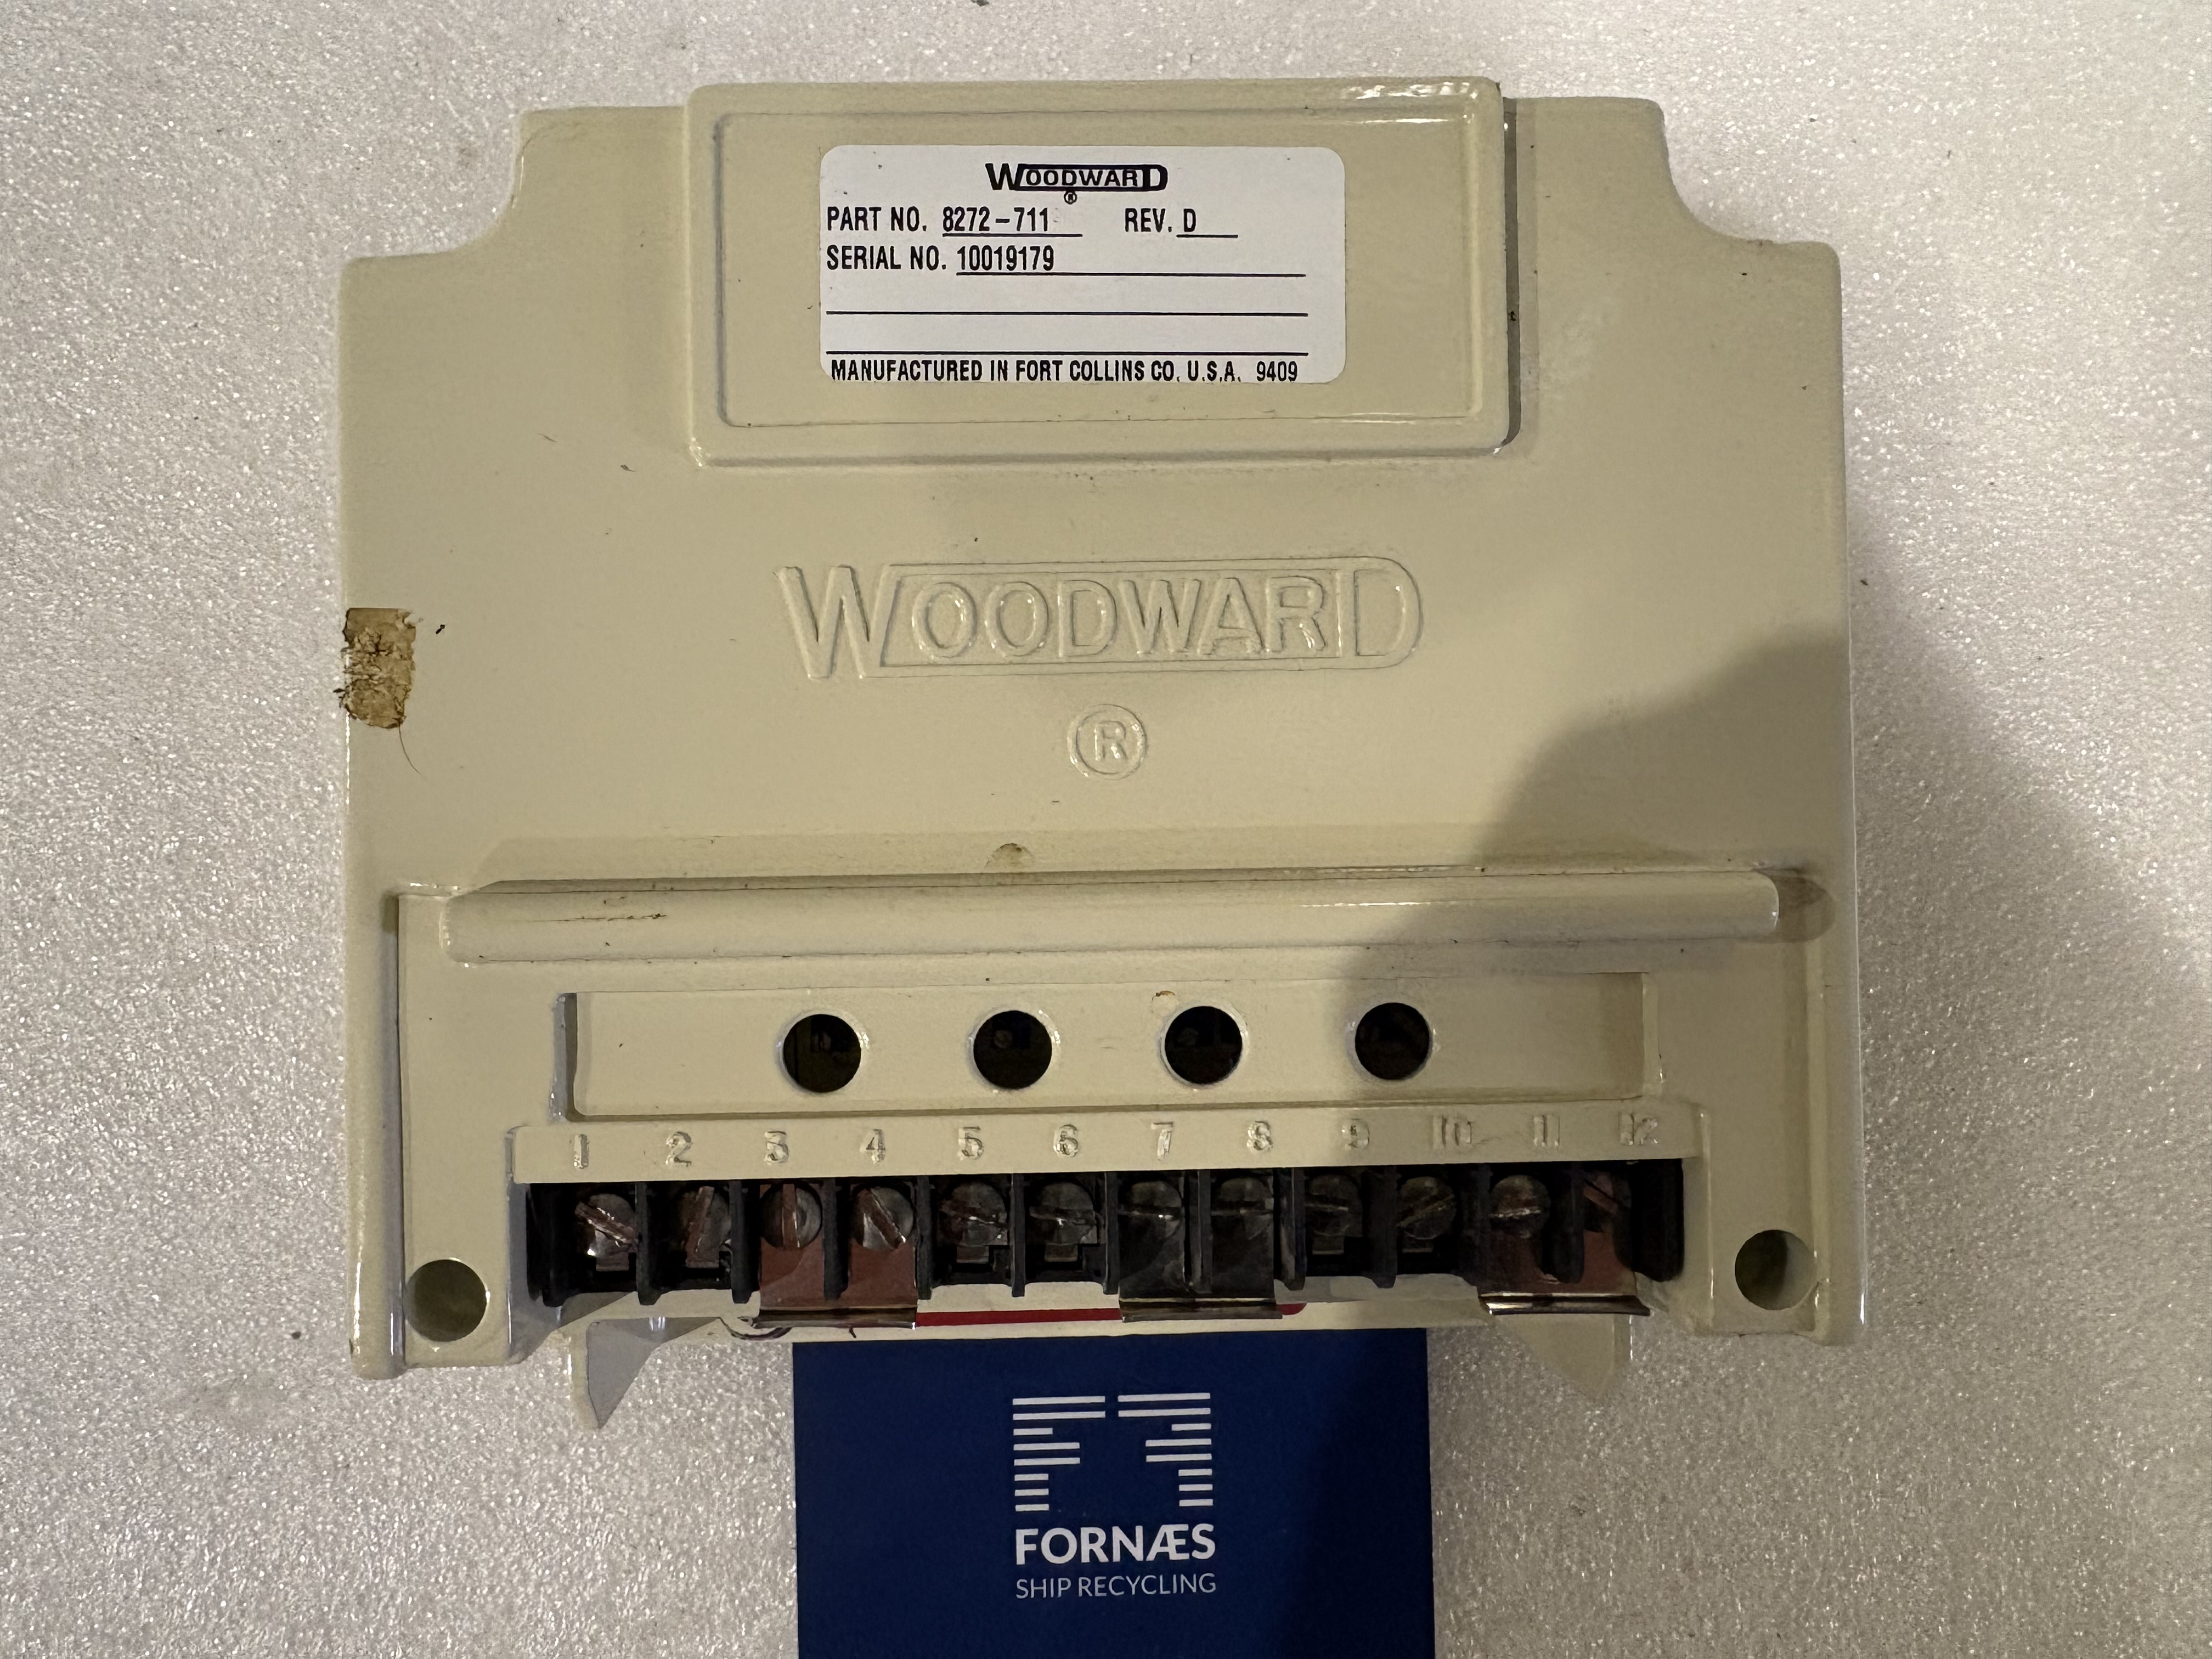 WOODWARD
®
PART NO. 8272-711 REV. D
SERIAL NO. 10019179
MANUFACTURED IN FORT COLLINS CO. U.S.A. 9409
WOODWARD
®
1 2 3 4 5 6 7 8 9 10 11 12
FORNÆS
SHIP RECYCLING